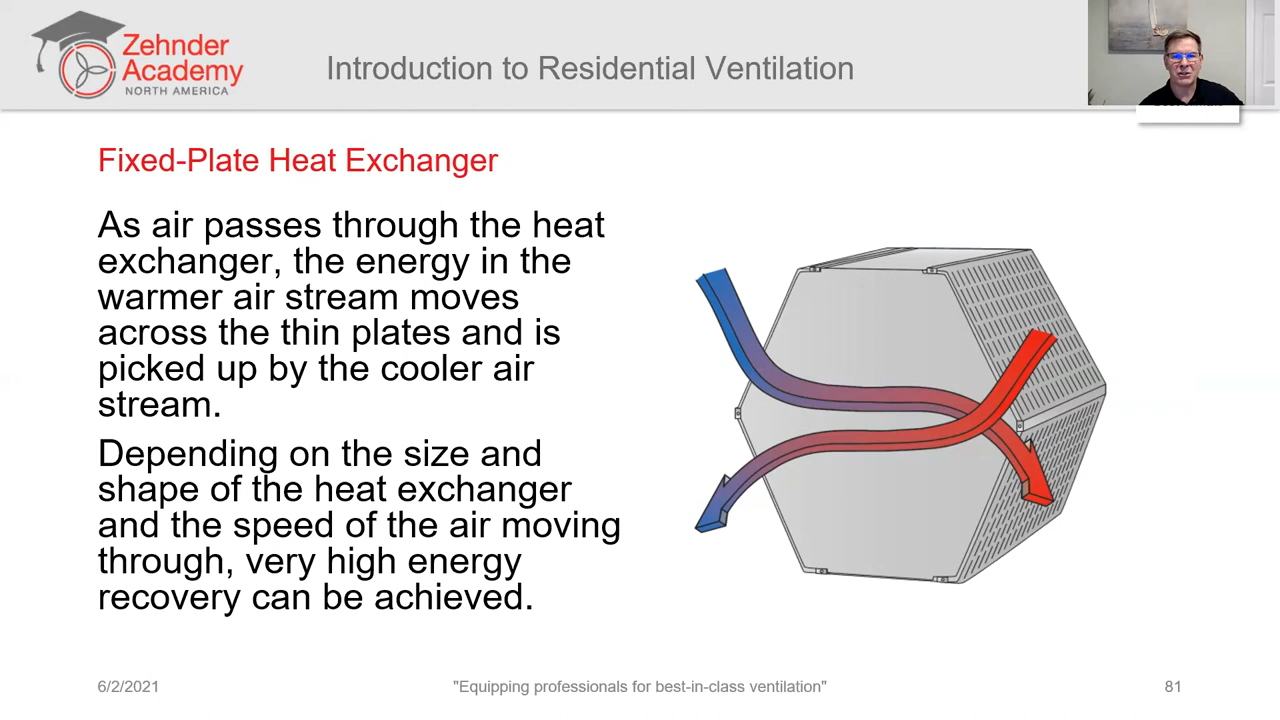 Zehnder
Academy
NORTH AMERICA
Introduction to Residential Ventilation
Fixed-Plate Heat Exchanger
As air passes through the heat
exchanger, the energy in the
warmer air stream moves
across the thin plates and is
picked up by the cooler air
stream.
Depending on the size and
shape of the heat exchanger
and the speed of the air moving
through, very high energy
recovery can be achieved.
6/2/2021
"Equipping professionals for best-in-class ventilation"
81